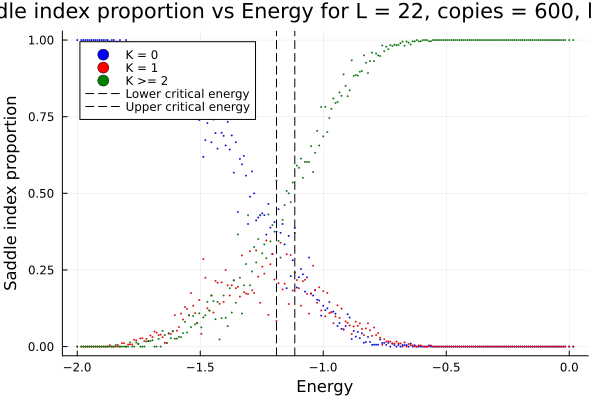 dle index proportion vs Energy for L = 22, copies = 600,
1.00
0.75
0.50
0.25
0.00
Saddle index proportion
K = 0
K = 1
K >= 2
Lower critical energy
Upper critical energy
−2.0 −1.5 −1.0 −0.5 0.0
Energy